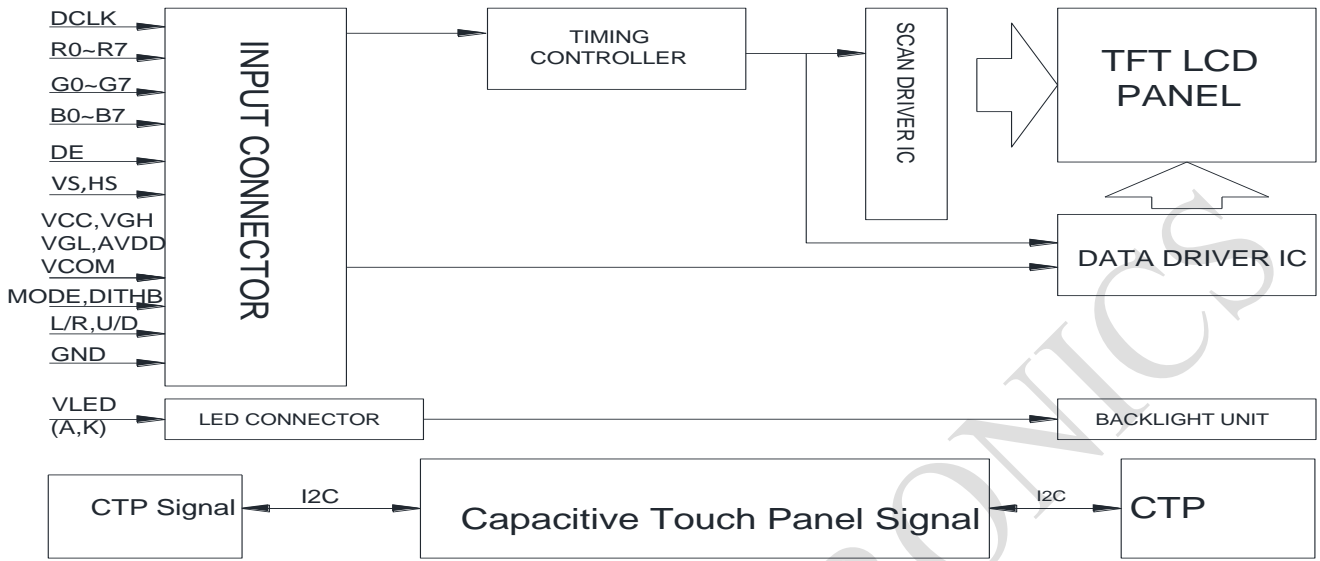 DCLK
R0~R7
G0~G7
B0~B7
DE
VS,HS
VCC,VGH
VGL,AVDD
VCOM
MODE,DITHB
L/R,U/D
GND
INPUT CONNECTOR
TIMING
CONTROLLER
SCAN DRIVER IC
TFT LCD
PANEL
DATA DRIVER IC
VLED
(A,K)
LED CONNECTOR
BACKLIGHT UNIT
CTP Signal
I2C
Capacitive Touch Panel Signal
I2C
CTP